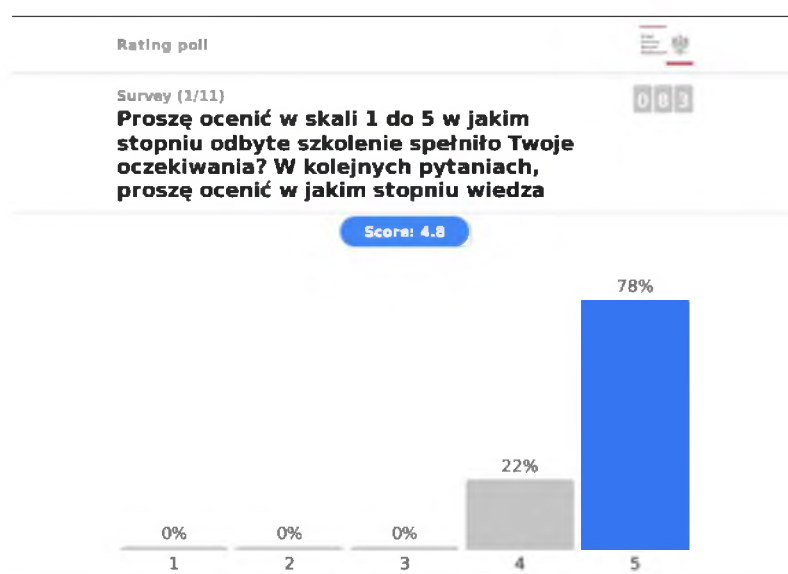 Rating poll
Survey (1/11)
083
Proszę ocenić w skali 1 do 5 w jakim
stopniu odbyte szkolenie spełniło Twoje
oczekiwania? W kolejnych pytaniach,
proszę ocenić w jakim stopniu wiedza
Score: 4.8
78%
22%
0% 0% 0%
1 2 3 4 5